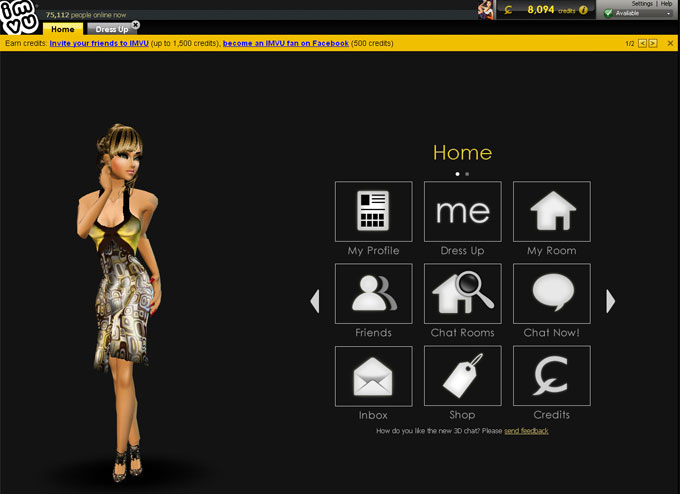 imvu
75,112 people online now
8,094 credits
Settings | Help
Available
Home
Dress Up
Earn credits: Invite your friends to IMVU (up to 1,500 credits), become an IMVU fan on Facebook (500 credits)
1/2 < >
Home
My Profile
me
Dress Up
My Room
Friends
Chat Rooms
Chat Now!
Inbox
Shop
Credits
How do you like the new 3D chat? Please send feedback